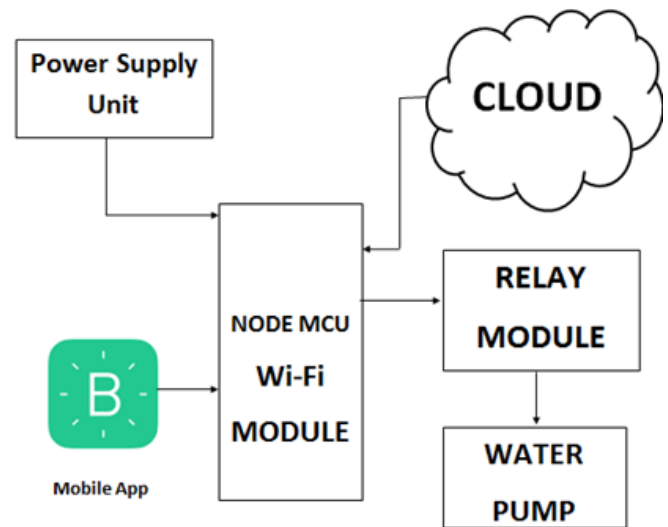 Power Supply
Unit
CLOUD
NODE MCU
Wi-Fi
MODULE
RELAY
MODULE
B
Mobile App
WATER
PUMP